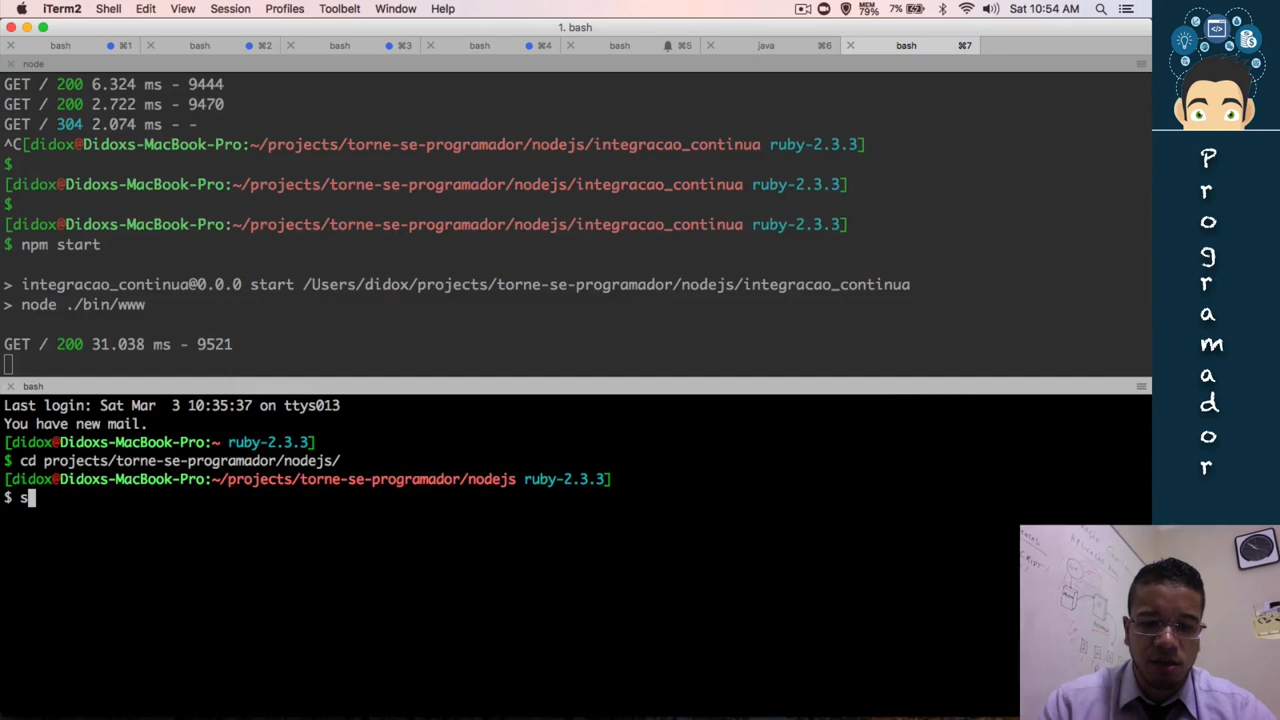 iTerm2 Shell Edit View Session Profiles Toolbelt Window Help MEM 79% 7% Sat 10:54 AM
1. bash
bash ⌘1 bash ⌘2 bash ⌘3 bash ⌘4 bash ⌘5 java ⌘6 bash ⌘7
node
GET / 200 6.324 ms - 9444
GET / 200 2.722 ms - 9470
GET / 304 2.074 ms - -
^C[didox@Didoxs-MacBook-Pro:~/projects/torne-se-programador/nodejs/integracao_continua ruby-2.3.3]
$
[didox@Didoxs-MacBook-Pro:~/projects/torne-se-programador/nodejs/integracao_continua ruby-2.3.3]
$
[didox@Didoxs-MacBook-Pro:~/projects/torne-se-programador/nodejs/integracao_continua ruby-2.3.3]
$ npm start
> integracao_continua@0.0.0 start /Users/didox/projects/torne-se-programador/nodejs/integracao_continua
> node ./bin/www
GET / 200 31.038 ms - 9521
bash
Last login: Sat Mar 3 10:35:37 on ttys013
You have new mail.
[didox@Didoxs-MacBook-Pro:~ ruby-2.3.3]
$ cd projects/torne-se-programador/nodejs/
[didox@Didoxs-MacBook-Pro:~/projects/torne-se-programador/nodejs ruby-2.3.3]
$ s
Programador